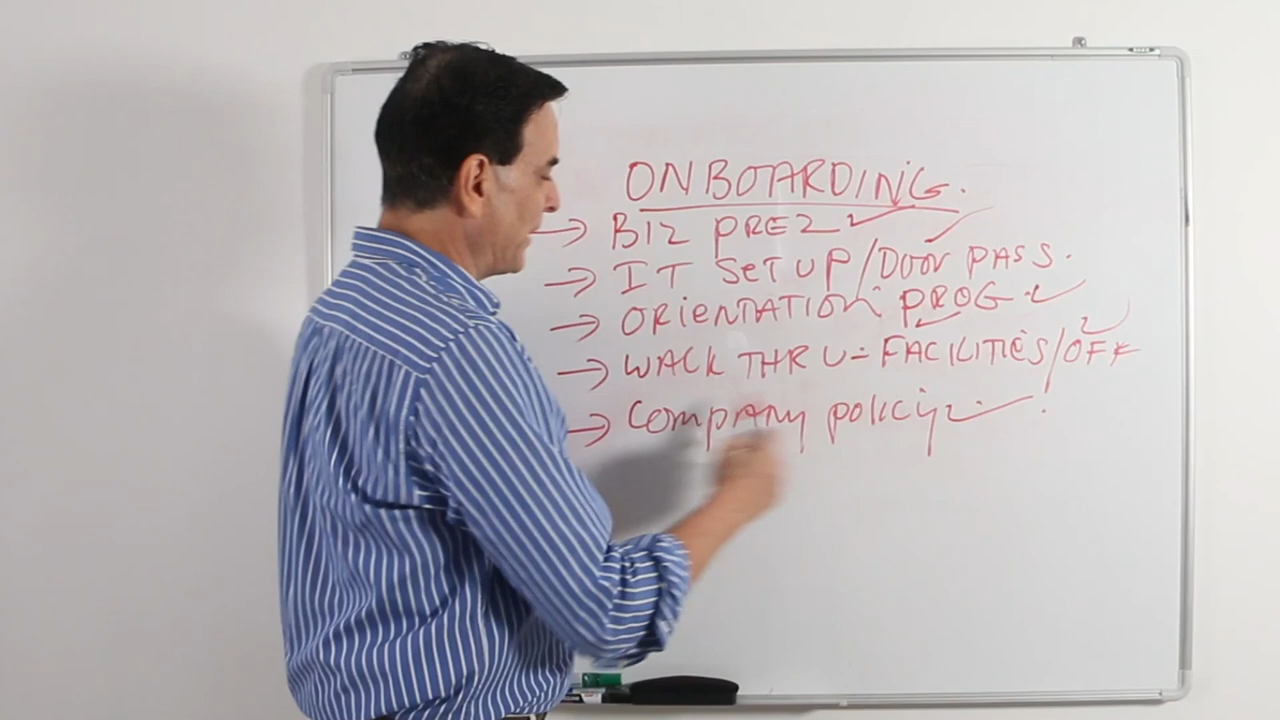 ONBOARDING.
→ BIZ PREZ ✓
→ IT SETUP/DOOR PASS.
→ ORIENTATION PROG. ✓
→ WALK THRU - FACILITIES/OFF
→ COMPANY POLICY